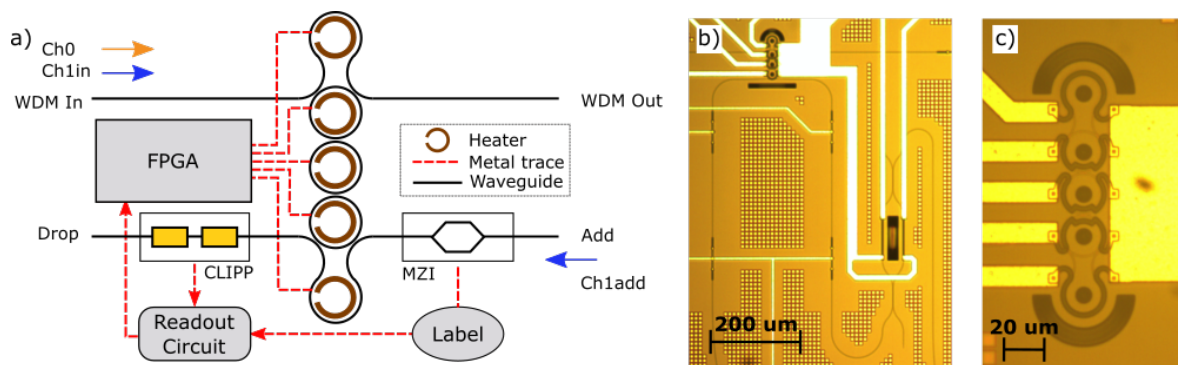 a)
Ch0
Ch1in
WDM In
WDM Out
FPGA
Heater
Metal trace
Waveguide
Drop
Add
CLIPP
MZI
Ch1add
Readout
Circuit
Label
b)
200 um
c)
20 um